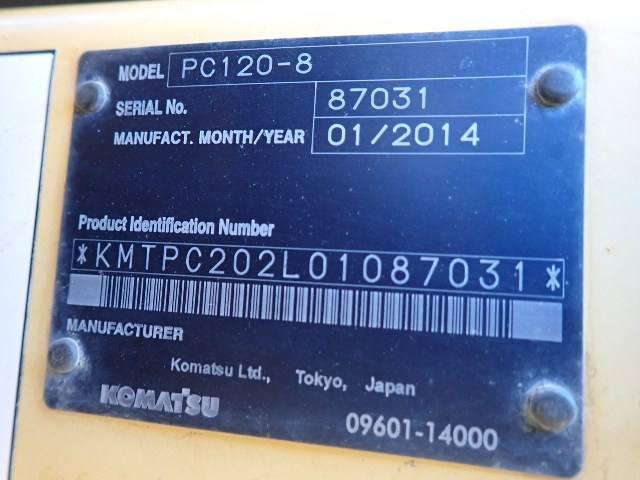 MODEL PC120-8
SERIAL No. 87031
MANUFACT. MONTH/YEAR 01/2014
Product Identification Number
*KMTPC202L01087031*
MANUFACTURER
Komatsu Ltd., Tokyo, Japan
KOMATSU
09601-14000